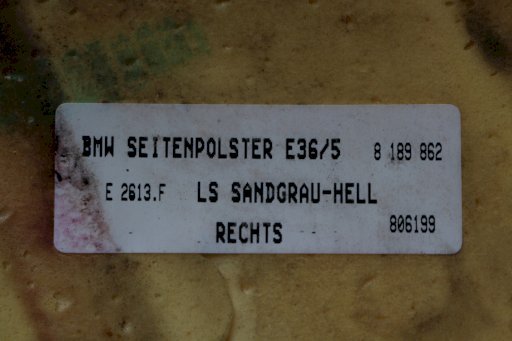 BMW SEITENPOLSTER E36/5 8 189 862
E 2613.F LS SANDGRAU-HELL
RECHTS 806199